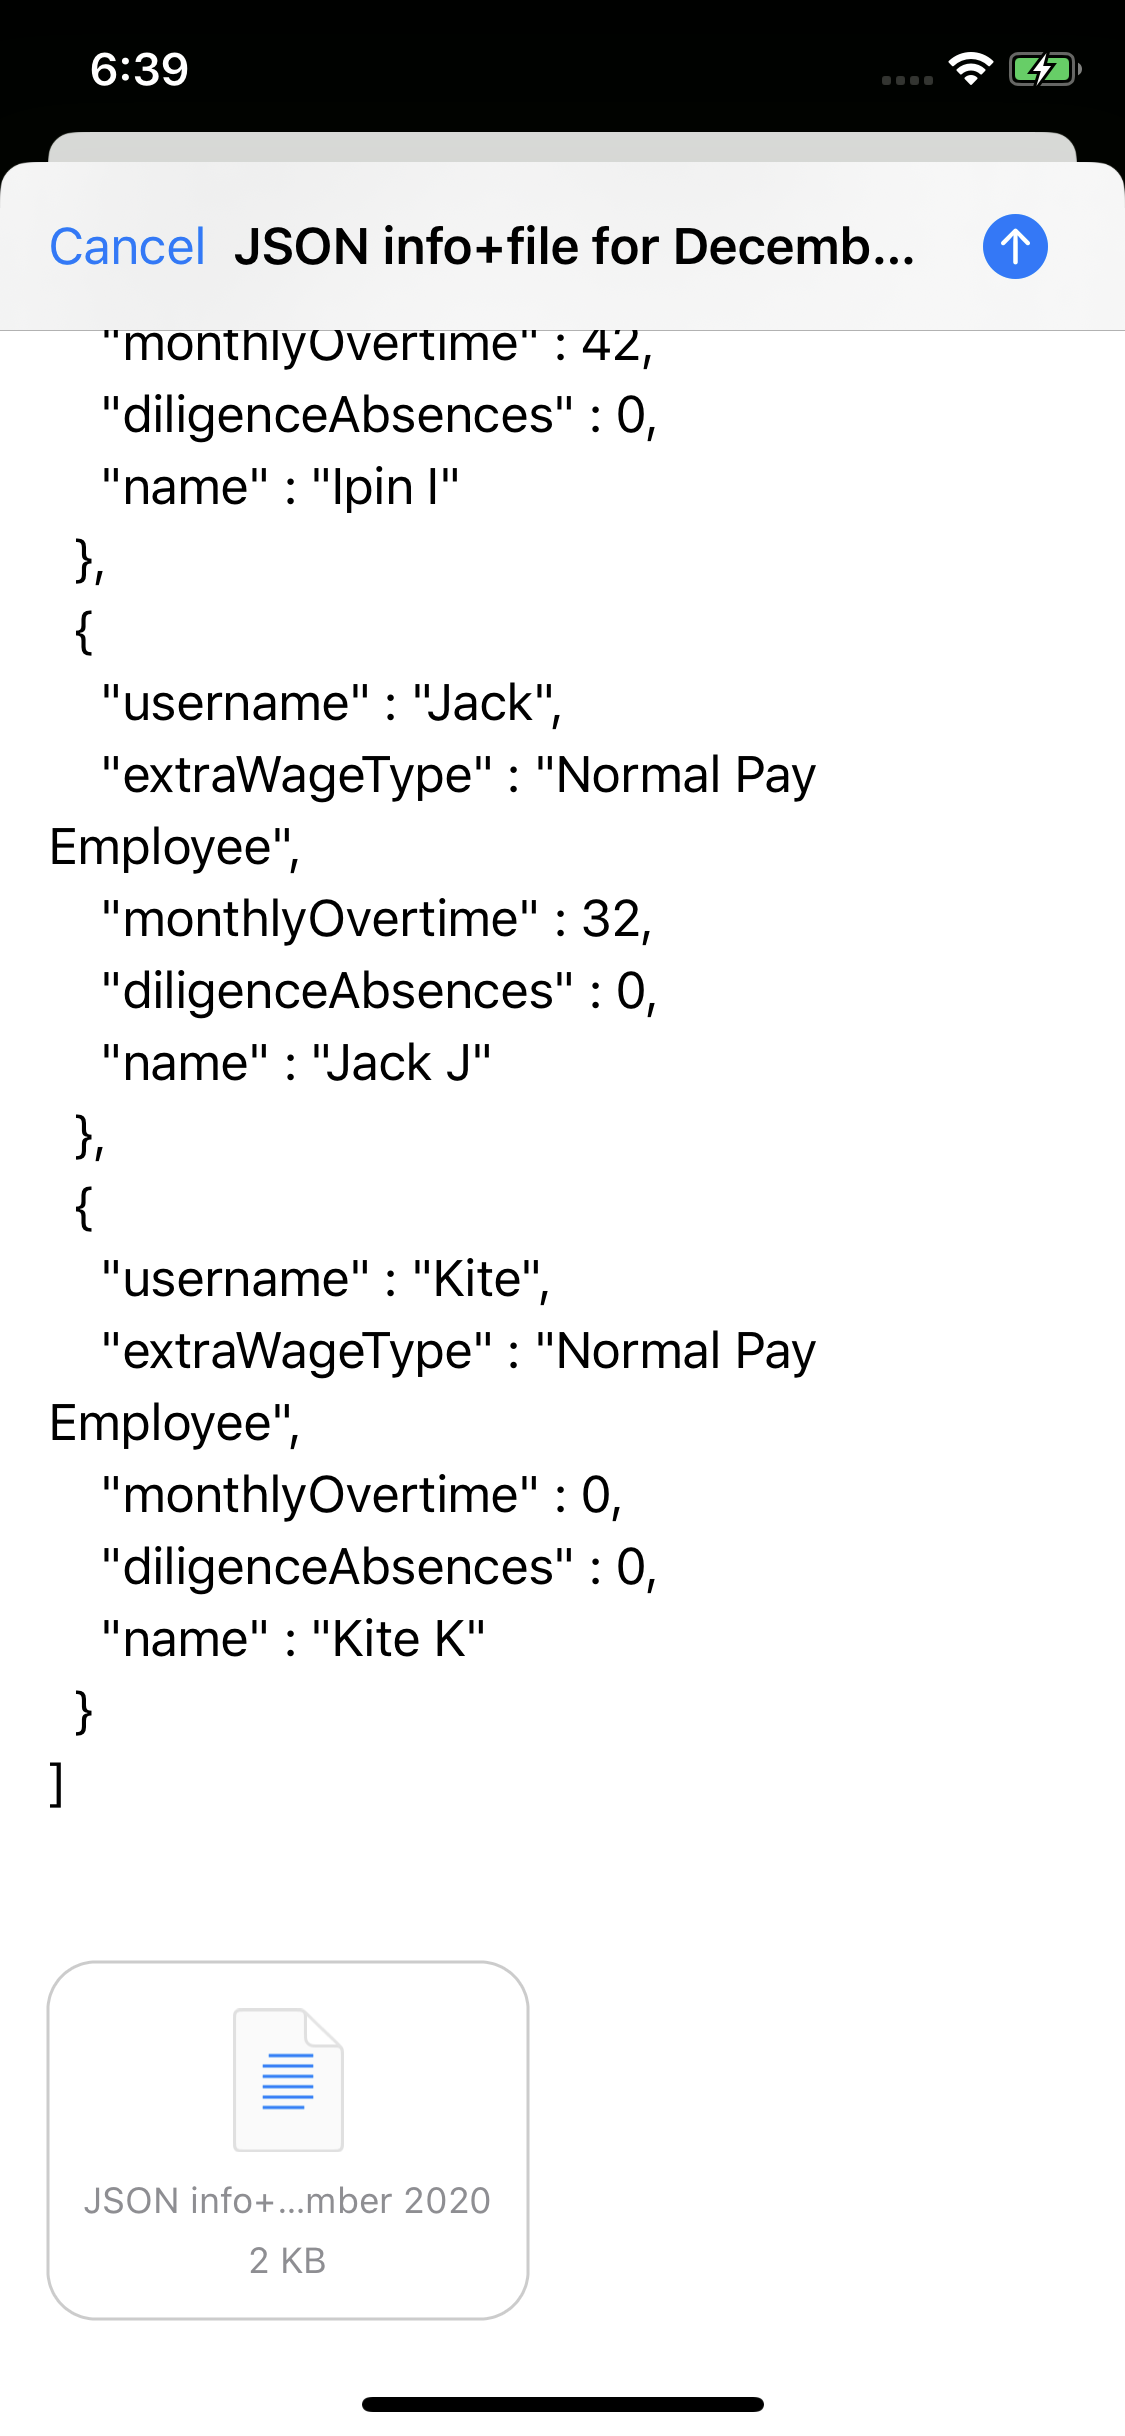 6:39
Cancel JSON info+file for Decemb...
"monthlyOvertime" : 42,
"diligenceAbsences" : 0,
"name" : "Ipin I"
},
{
"username" : "Jack",
"extraWageType" : "Normal Pay
Employee",
"monthlyOvertime" : 32,
"diligenceAbsences" : 0,
"name" : "Jack J"
},
{
"username" : "Kite",
"extraWageType" : "Normal Pay
Employee",
"monthlyOvertime" : 0,
"diligenceAbsences" : 0,
"name" : "Kite K"
}
]
JSON info+...mber 2020
2 KB